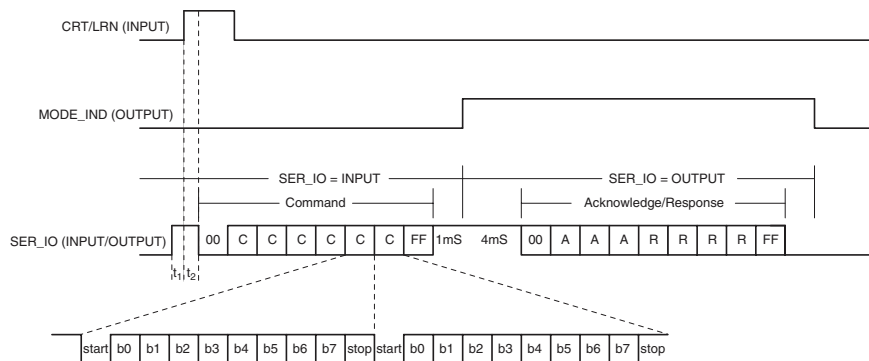 CRT/LRN (INPUT)
MODE_IND (OUTPUT)
SER_IO = INPUT SER_IO = OUTPUT
Command Acknowledge/Response
SER_IO (INPUT/OUTPUT) 00 C C C C C C FF 1mS 4mS 00 A A A R R R R FF
t1 t2
start b0 b1 b2 b3 b4 b5 b6 b7 stop start b0 b1 b2 b3 b4 b5 b6 b7 stop